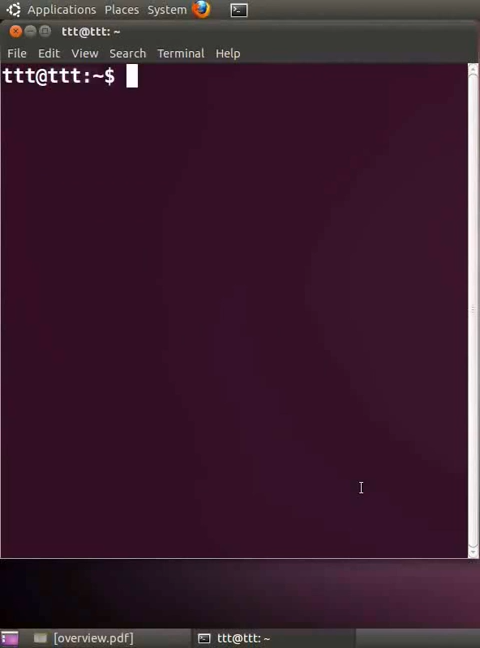 Applications Places System
ttt@ttt: ~
File Edit View Search Terminal Help
ttt@ttt:~$
[overview.pdf] ttt@ttt: ~